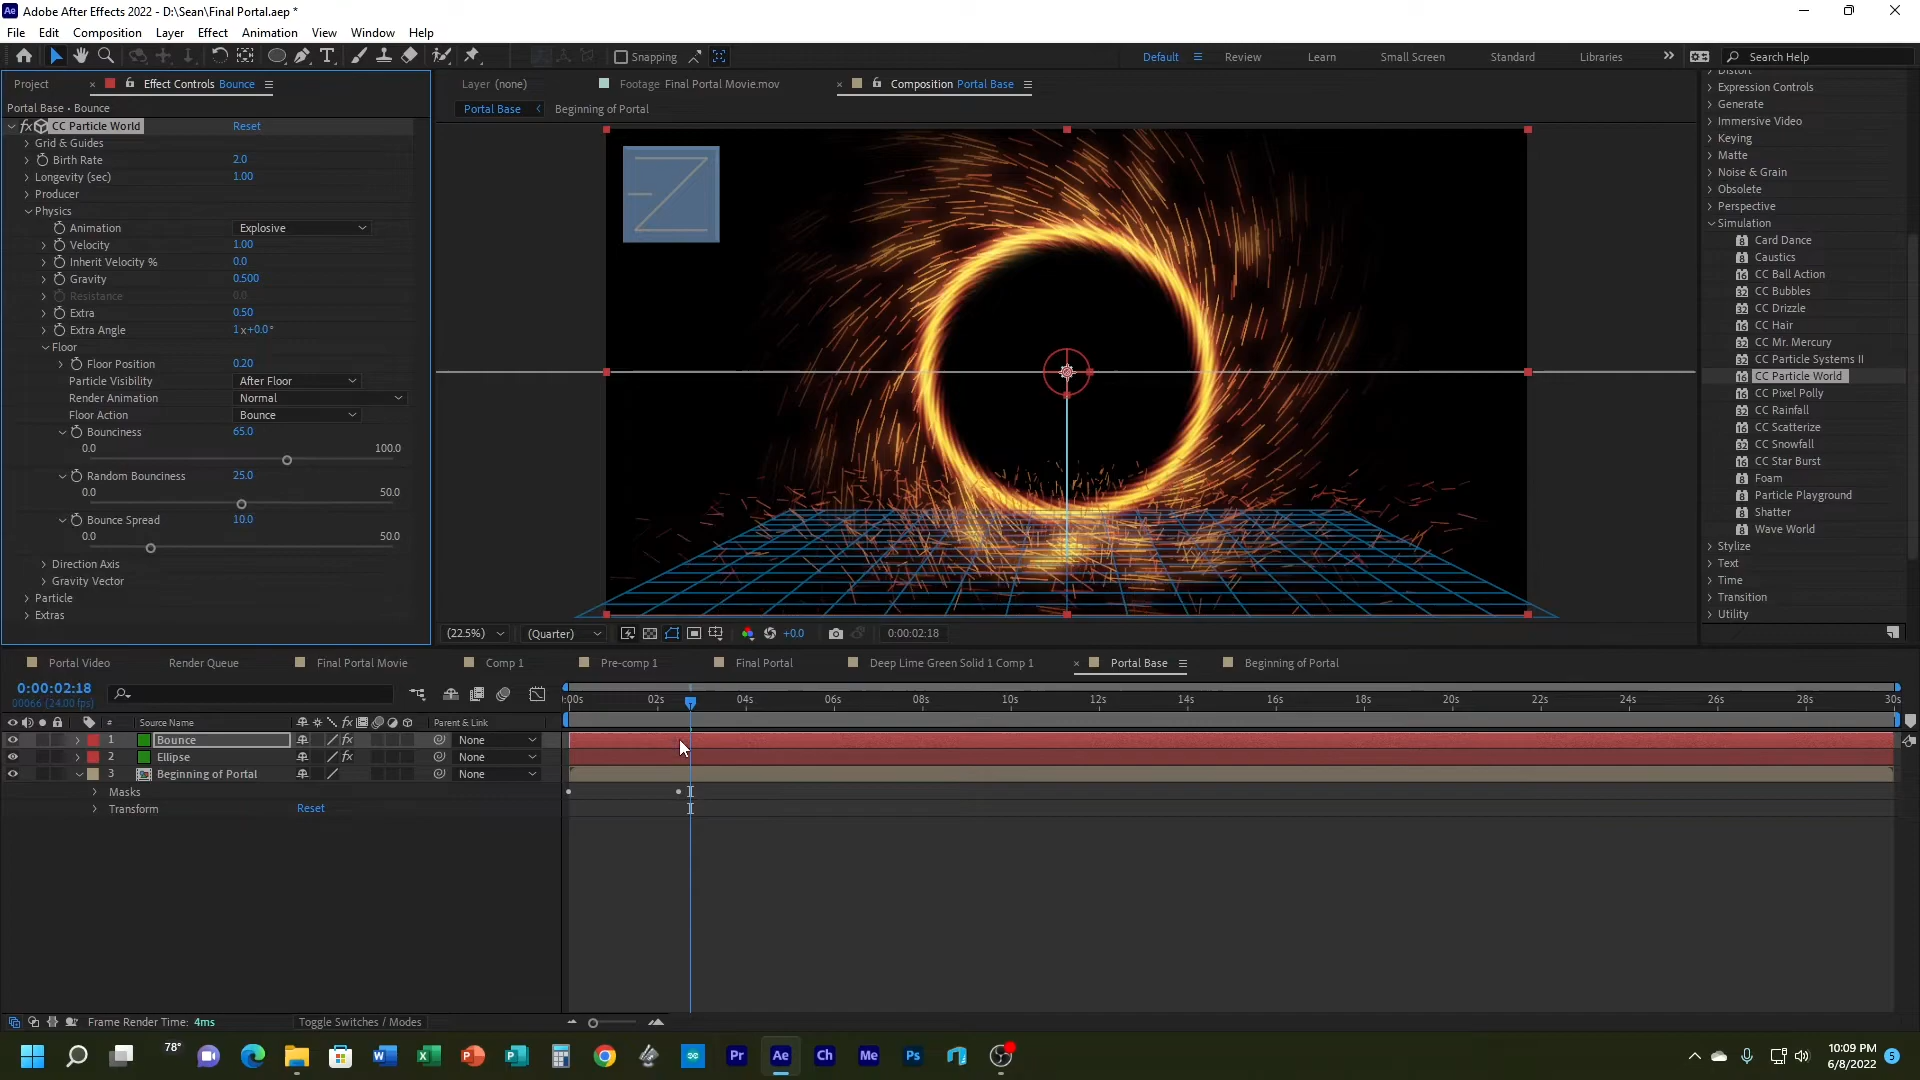 Adobe After Effects 2022 - D:\Sean\Final Portal.aep *
File Edit Composition Layer Effect Animation View Window Help
Snapping
Default Review Learn Small Screen Standard Libraries Search Help
Project Effect Controls Bounce
Layer (none) Footage Final Portal Movie.mov Composition Portal Base
Portal Base • Bounce
Portal Base Beginning of Portal
fx CC Particle World Reset
Grid & Guides
Birth Rate 2.0
Longevity (sec) 1.00
Producer
Physics
Animation Explosive
Velocity 1.00
Inherit Velocity % 0.0
Gravity 0.500
Resistance 0.0
Extra 0.50
Extra Angle 1x+0.0°
Floor
Floor Position 0.20
Particle Visibility After Floor
Render Animation Normal
Floor Action Bounce
Bounciness 65.0
0.0 100.0
Random Bounciness 25.0
0.0 50.0
Bounce Spread 10.0
0.0 50.0
Direction Axis
Gravity Vector
Particle
Extras
Distort
Expression Controls
Generate
Immersive Video
Keying
Matte
Noise & Grain
Obsolete
Perspective
Simulation
Card Dance
Caustics
CC Ball Action
CC Bubbles
CC Drizzle
CC Hair
CC Mr. Mercury
CC Particle Systems II
CC Particle World
CC Pixel Polly
CC Rainfall
CC Scatterize
CC Snowfall
CC Star Burst
Foam
Particle Playground
Shatter
Wave World
Stylize
Text
Time
Transition
Utility
(22.5%) (Quarter) +0.0 0:00:02:18
Portal Video Render Queue Final Portal Movie Comp 1 Pre-comp 1 Final Portal Deep Lime Green Solid 1 Comp 1 Portal Base Beginning of Portal
0:00:02:18
00066 (24.00 fps)
:00s 02s 04s 06s 08s 10s 12s 14s 16s 18s 20s 22s 24s 26s 28s 30s
# Source Name fx Parent & Link
1 Bounce fx None
2 Ellipse fx None
3 Beginning of Portal None
Masks
Transform Reset
Frame Render Time: 4ms Toggle Switches / Modes
78°
Pr Ae Ch Me Ps
10:09 PM
6/8/2022
5